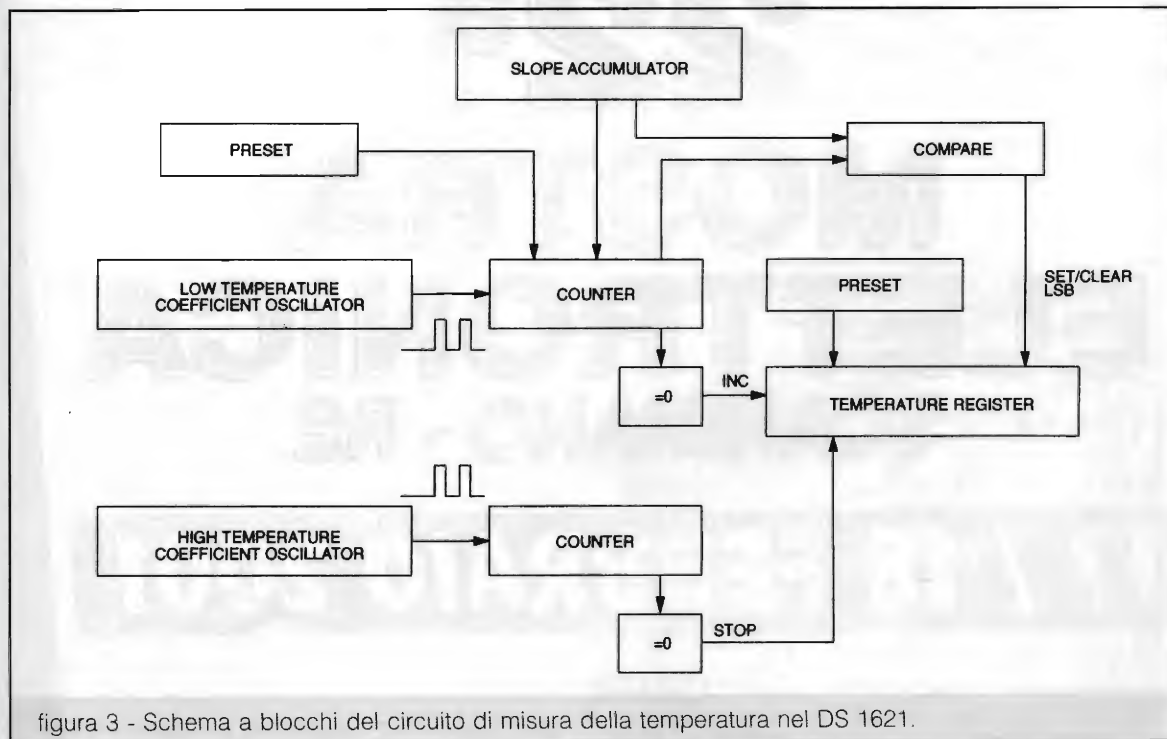 SLOPE ACCUMULATOR
PRESET
COMPARE
LOW TEMPERATURE
COEFFICIENT OSCILLATOR
COUNTER
PRESET
SET/CLEAR
LSB
=0
INC
TEMPERATURE REGISTER
HIGH TEMPERATURE
COEFFICIENT OSCILLATOR
COUNTER
=0
STOP
figura 3 - Schema a blocchi del circuito di misura della temperatura nel DS 1621.